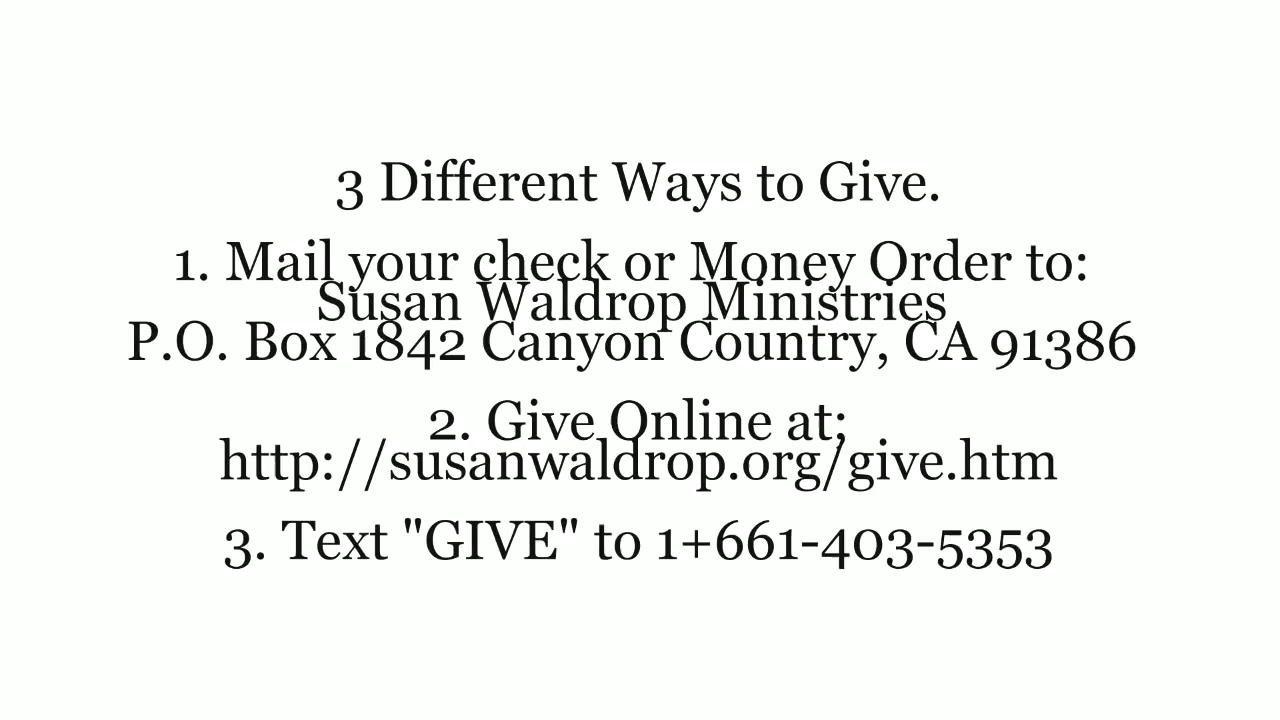 3 Different Ways to Give.
1. Mail your check or Money Order to:
Susan Waldrop Ministries
P.O. Box 1842 Canyon Country, CA 91386
2. Give Online at;
http://susanwaldrop.org/give.htm
3. Text "GIVE" to 1+661-403-5353